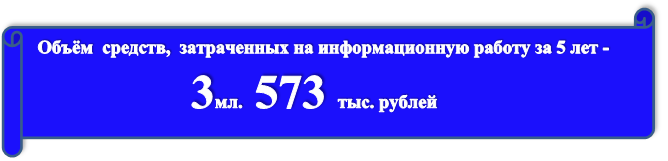 Объём средств, затраченных на информационную работу за 5 лет -
3мл. 573 тыс. рублей